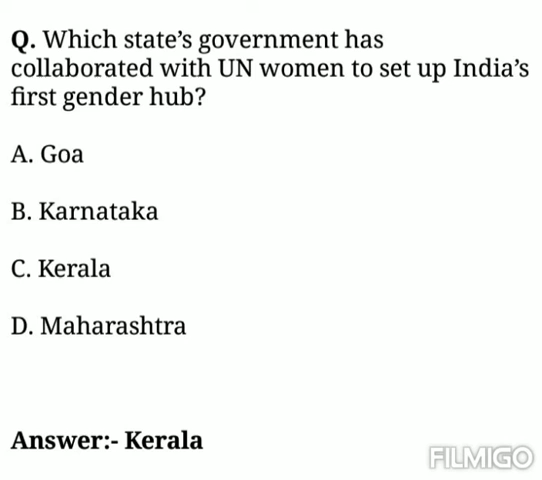 Q. Which state’s government has
collaborated with UN women to set up India’s
first gender hub?
A. Goa
B. Karnataka
C. Kerala
D. Maharashtra
Answer:- Kerala
FILMIGO